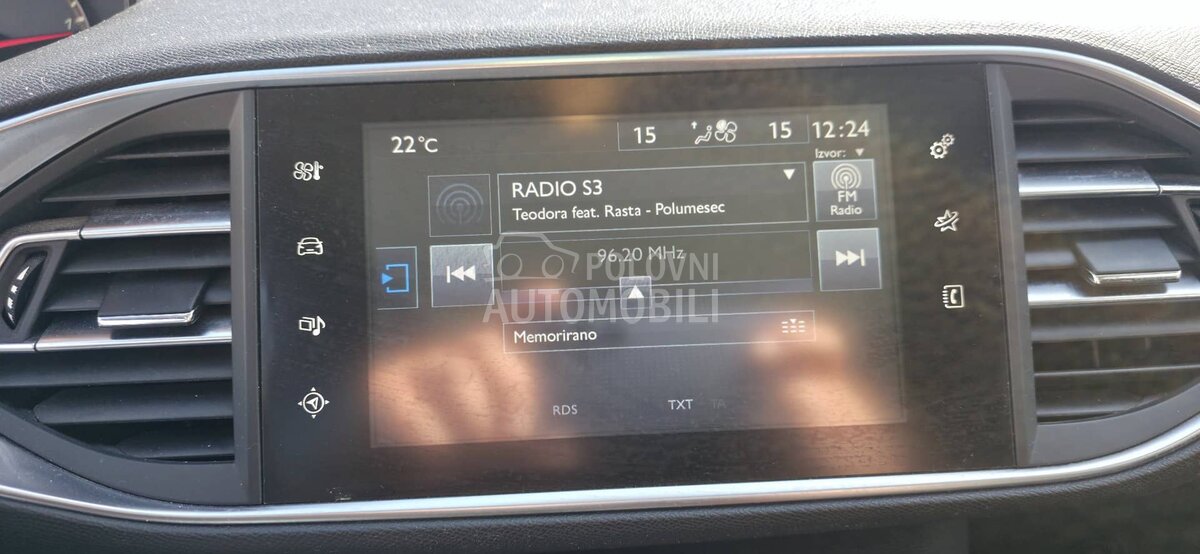 22°C
15
15
12:24
Izvor:
RADIO S3
Teodora feat. Rasta - Polumesec
FM
Radio
96.20 MHz
POLOVNI
AUTOMOBILI
Memorirano
RDS
TXT
TA